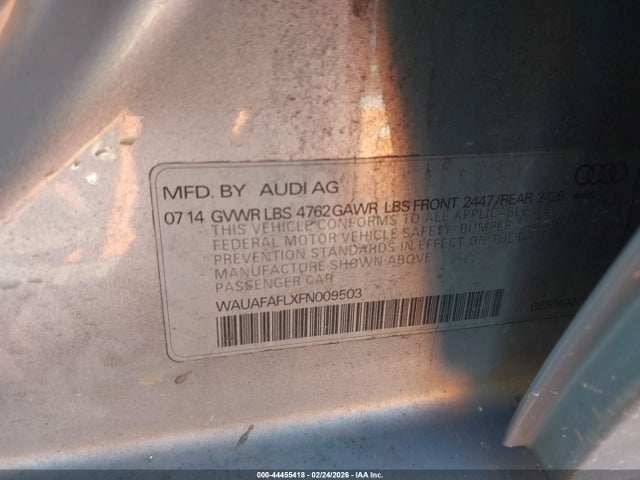 MFD. BY AUDI AG
07 14 GVWR LBS 4762 GAWR LBS FRONT 2447/REAR 2425
Audi
THIS VEHICLE CONFORMS TO ALL APPLICABLE U.S.
FEDERAL MOTOR VEHICLE SAFETY, BUMPER
PREVENTION STANDARDS IN EFFECT ON THE DATE
MANUFACTURE SHOWN ABOVE
PASSENGER CAR
WAUAFAFLXFN009503
GERMANY
000-44455418 - 02/24/2026 - IAA Inc.